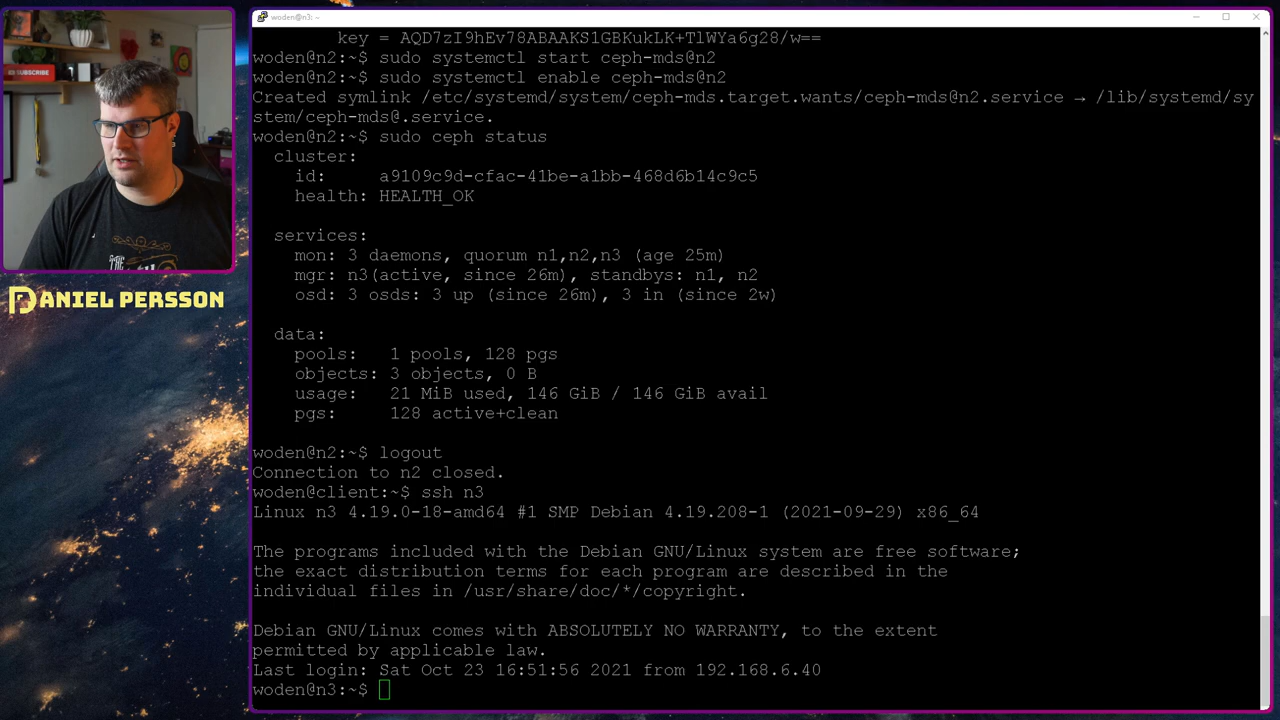 woden@n3: ~
key = AQD7zI9hEv78ABAAKS1GBKukLK+TlWYa6g28/w==
woden@n2:~$ sudo systemctl start ceph-mds@n2
woden@n2:~$ sudo systemctl enable ceph-mds@n2
Created symlink /etc/systemd/system/ceph-mds.target.wants/ceph-mds@n2.service → /lib/systemd/sy
stem/ceph-mds@.service.
woden@n2:~$ sudo ceph status
cluster:
id: a9109c9d-cfac-41be-a1bb-468d6b14c9c5
health: HEALTH_OK
services:
mon: 3 daemons, quorum n1,n2,n3 (age 25m)
mgr: n3(active, since 26m), standbys: n1, n2
osd: 3 osds: 3 up (since 26m), 3 in (since 2w)
data:
pools: 1 pools, 128 pgs
objects: 3 objects, 0 B
usage: 21 MiB used, 146 GiB / 146 GiB avail
pgs: 128 active+clean
woden@n2:~$ logout
Connection to n2 closed.
woden@client:~$ ssh n3
Linux n3 4.19.0-18-amd64 #1 SMP Debian 4.19.208-1 (2021-09-29) x86_64
The programs included with the Debian GNU/Linux system are free software;
the exact distribution terms for each program are described in the
individual files in /usr/share/doc/*/copyright.
Debian GNU/Linux comes with ABSOLUTELY NO WARRANTY, to the extent
permitted by applicable law.
Last login: Sat Oct 23 16:51:56 2021 from 192.168.6.40
woden@n3:~$
SUBSCRIBE
THE
DANIEL PERSSON